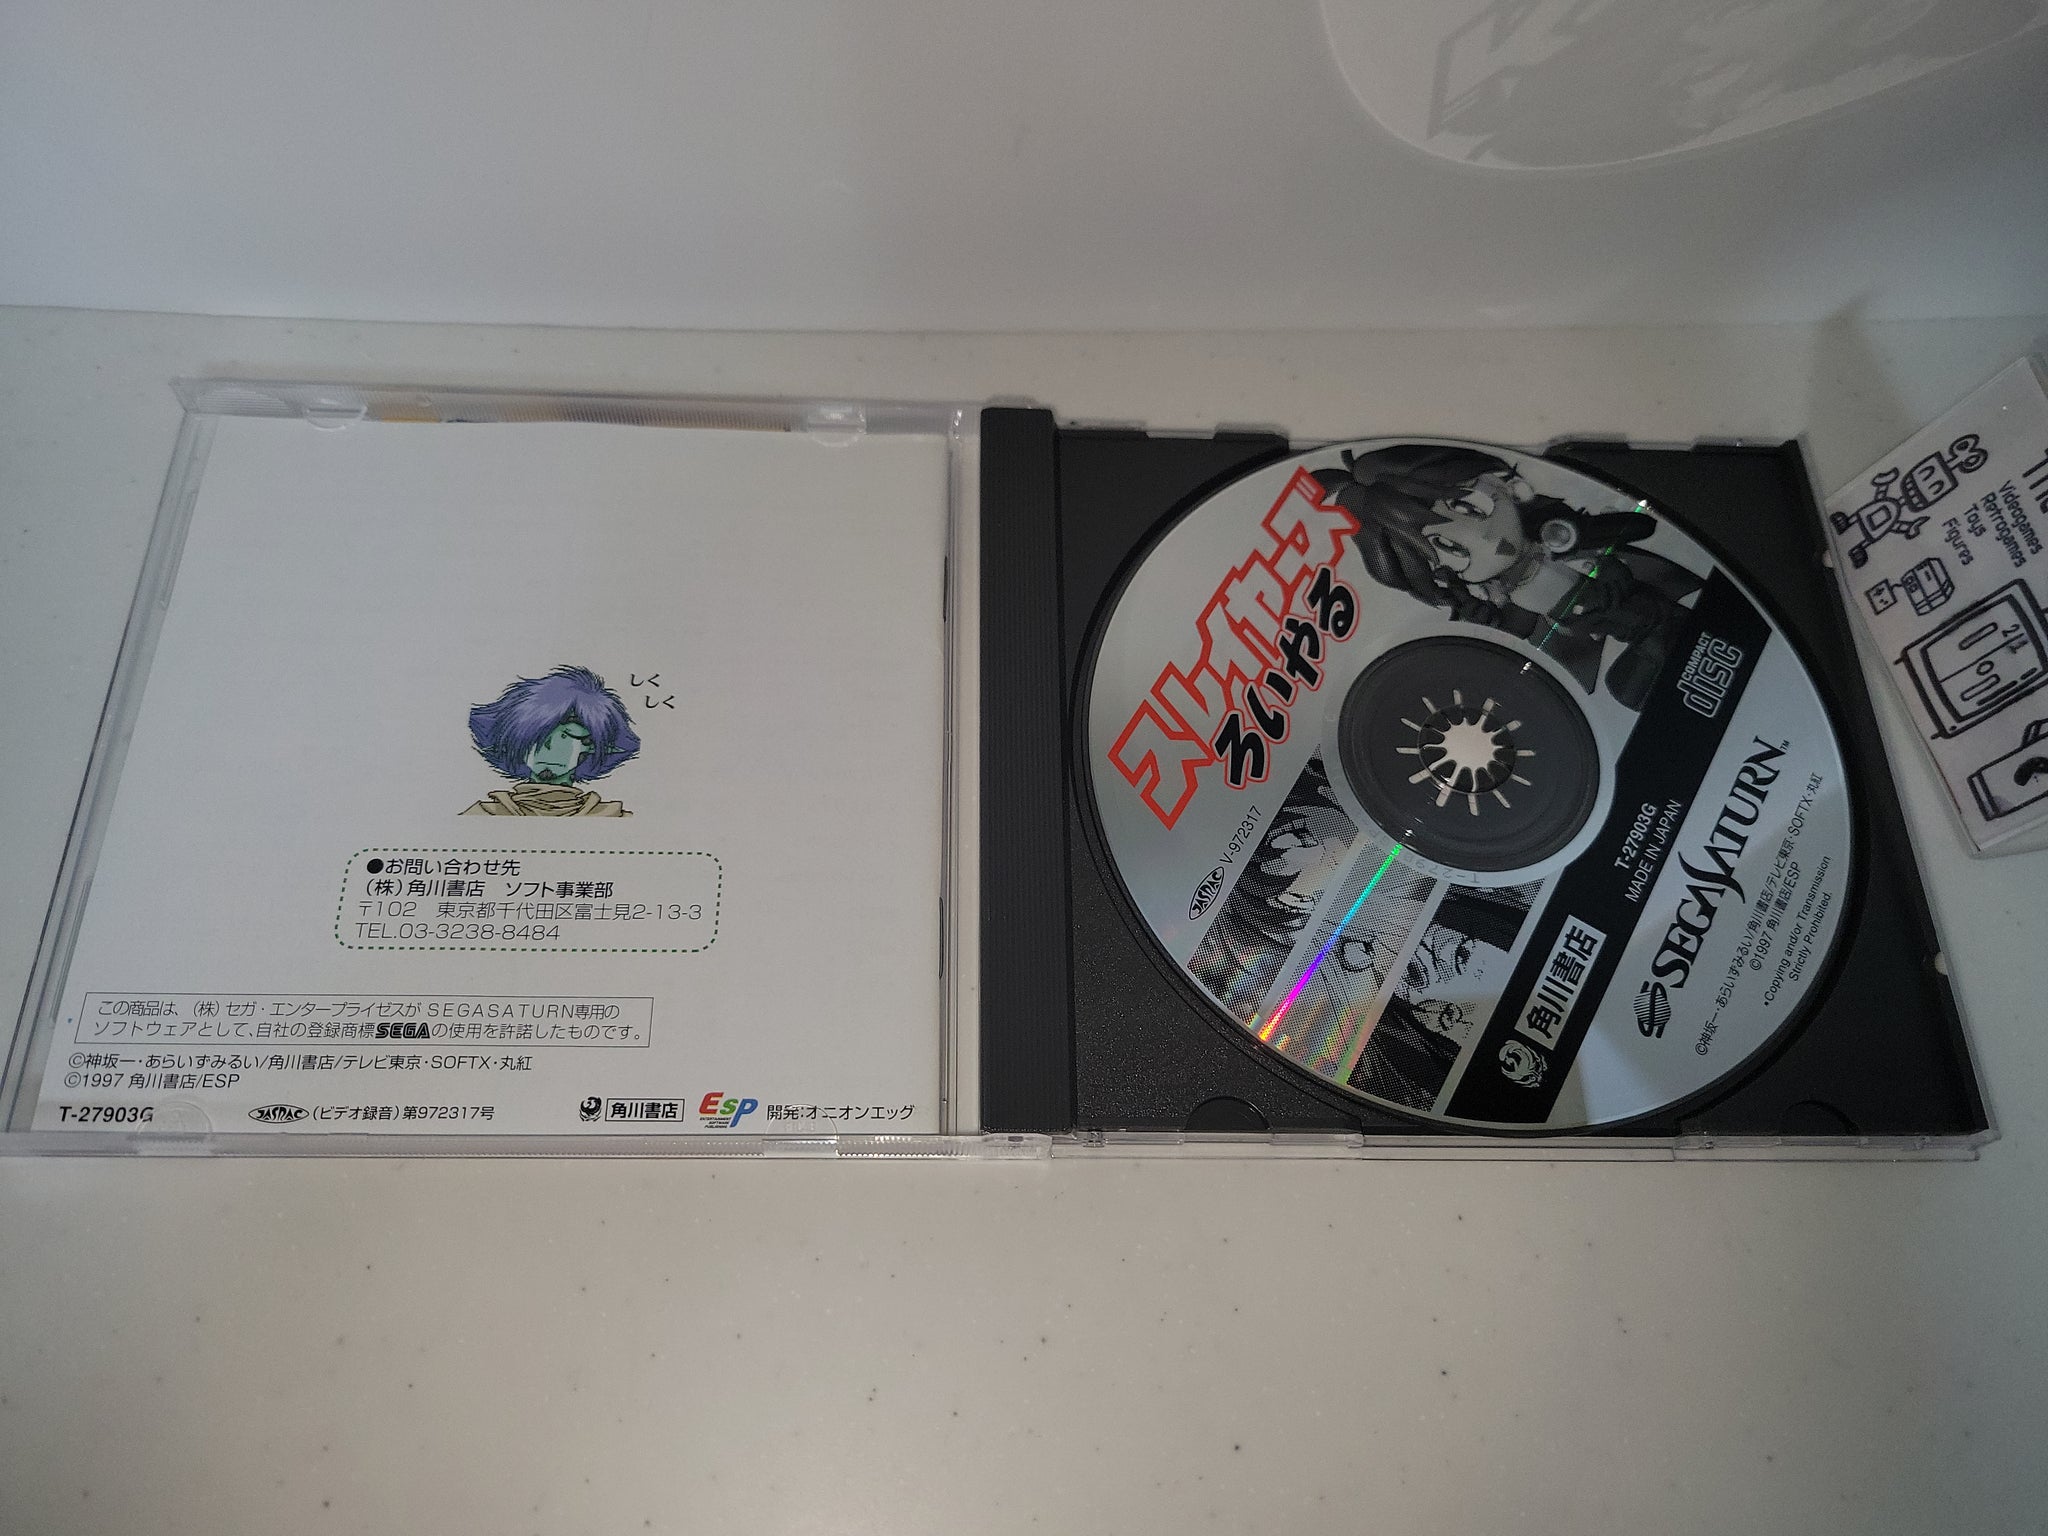 しく
しく
●お問い合わせ先
(株)角川書店 ソフト事業部
〒102 東京都千代田区富士見2-13-3
TEL.03-3238-8484
この商品は、(株)セガ・エンタープライゼスがSEGASATURN専用の
ソフトウェアとして、自社の登録商標SEGAの使用を許諾したものです。
©神坂一・あらいずみるい/角川書店/テレビ東京・SOFTX・丸紅
©1997 角川書店/ESP
T-27903G
JASRAC (ビデオ録音)第972317号
角川書店
ESP
ENTERTAINMENT
SOFTWARE
PUBLISHING
開発:オニオンエッグ
スレイヤーズ
ろいやる
JASRAC V-972317
COMPACT
disc
T-27903G
MADE IN JAPAN
角川書店
SEGA SATURN™
©神坂一・あらいずみるい/角川書店/テレビ東京・SOFTX・丸紅
©1997 角川書店/ESP
•Copying and/or Transmission
Strictly Prohibited.
Videogames
Retrogames
Toys
Figures